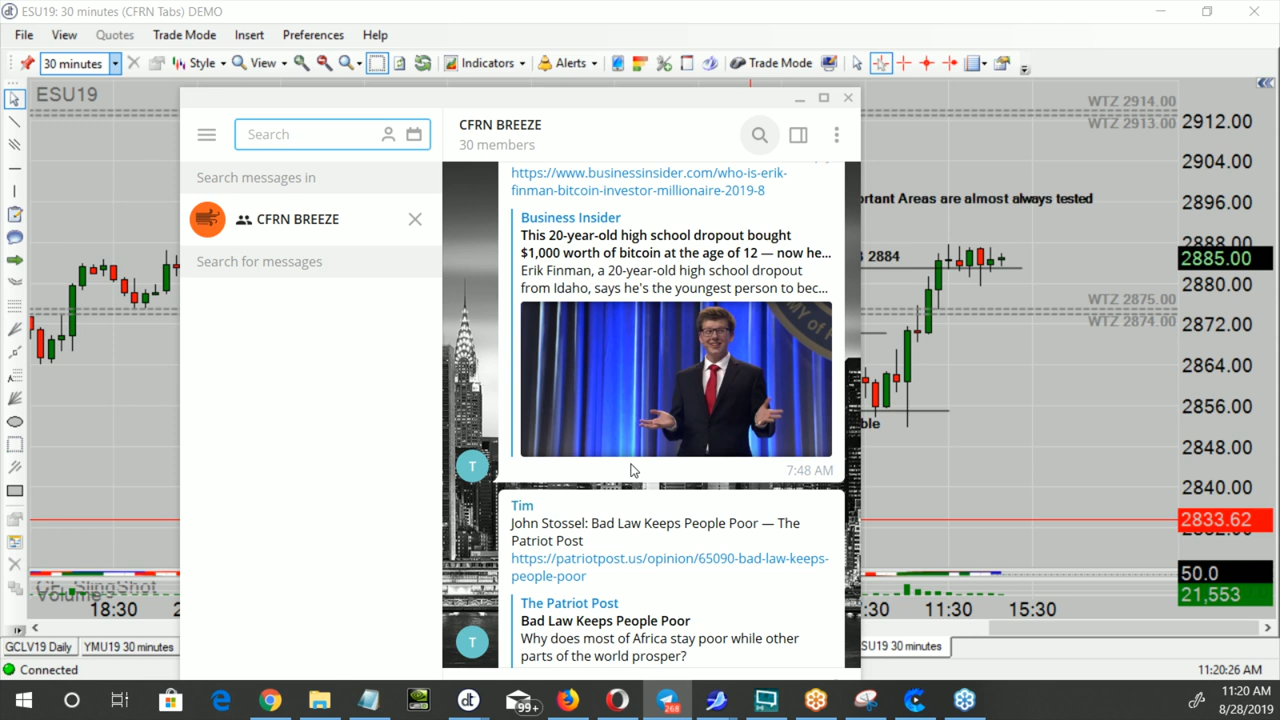 ESU19: 30 minutes (CFRN Tabs) DEMO
File View Quotes Trade Mode Insert Preferences Help
30 minutes Style View Indicators Alerts Trade Mode
ESU19
WTZ 2914.00
WTZ 2913.00
2912.00
2904.00
rtant Areas are almost always tested
2896.00
2888.00
2884
2885.00
2880.00
WTZ 2875.00
WTZ 2874.00
2872.00
2864.00
2856.00
ble
2848.00
2840.00
2833.62
50.0
21,553
SlingShot
Volume
18:30
11:30
15:30
Search
CFRN BREEZE
30 members
Search messages in
CFRN BREEZE
Search for messages
https://www.businessinsider.com/who-is-erik-
finman-bitcoin-investor-millionaire-2019-8
Business Insider
This 20-year-old high school dropout bought
$1,000 worth of bitcoin at the age of 12 — now he...
Erik Finman, a 20-year-old high school dropout
from Idaho, says he's the youngest person to bec...
T
7:48 AM
Tim
John Stossel: Bad Law Keeps People Poor — The
Patriot Post
https://patriotpost.us/opinion/65090-bad-law-keeps-
people-poor
The Patriot Post
Bad Law Keeps People Poor
Why does most of Africa stay poor while other
parts of the world prosper?
T
GCLV19 Daily YMU19 30 minutes
SU19 30 minutes
Connected
11:20:26 AM
99+
268
11:20 AM
8/28/2019